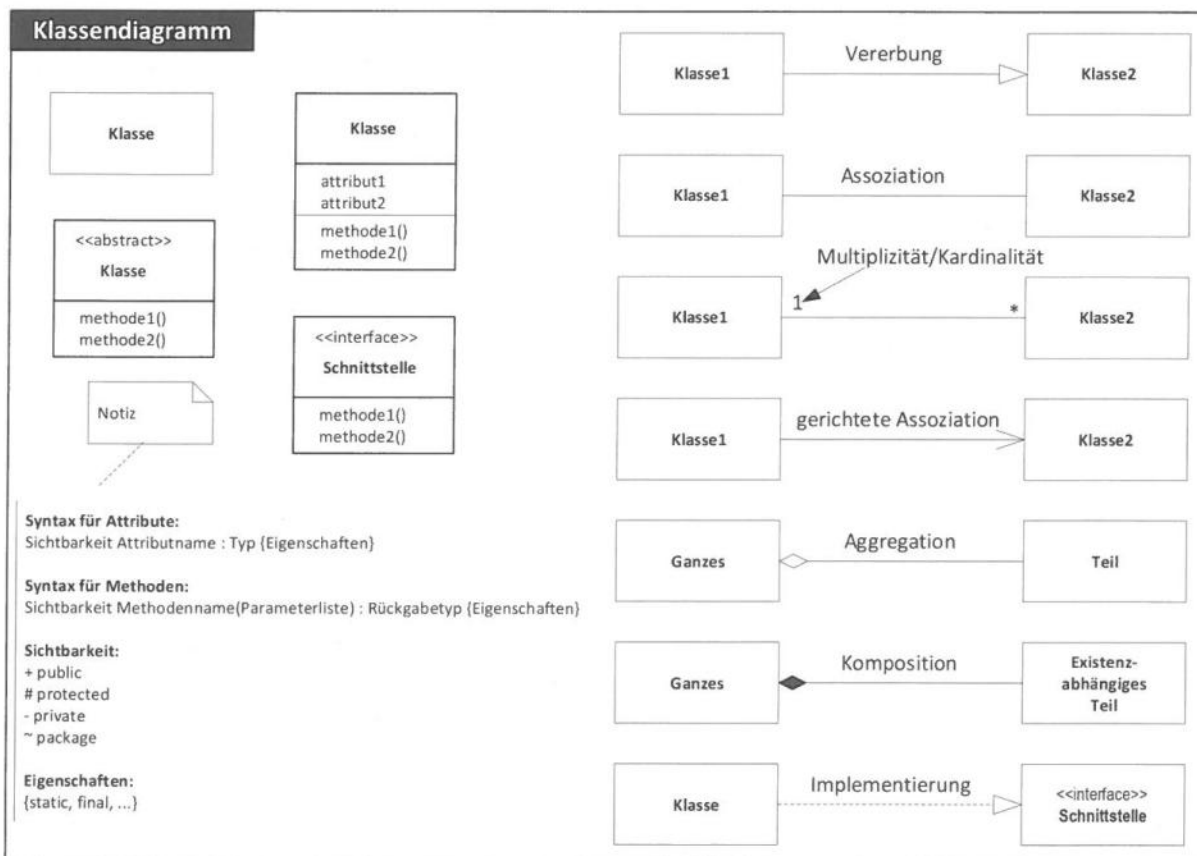 Klassendiagramm
Klasse
Klasse
attribut1
attribut2
methode1()
methode2()
<<abstract>>
Klasse
methode1()
methode2()
<<interface>>
Schnittstelle
methode1()
methode2()
Notiz
Syntax für Attribute:
Sichtbarkeit Attributname : Typ {Eigenschaften}
Syntax für Methoden:
Sichtbarkeit Methodenname(Parameterliste) : Rückgabetyp {Eigenschaften}
Sichtbarkeit:
+ public
# protected
- private
~ package
Eigenschaften:
{static, final, ...}
Klasse1
Vererbung
Klasse2
Klasse1
Assoziation
Klasse2
Multiplizität/Kardinalität
Klasse1
1
*
Klasse2
Klasse1
gerichtete Assoziation
Klasse2
Ganzes
Aggregation
Teil
Ganzes
Komposition
Existenz-
abhängiges
Teil
Klasse
Implementierung
<<interface>>
Schnittstelle